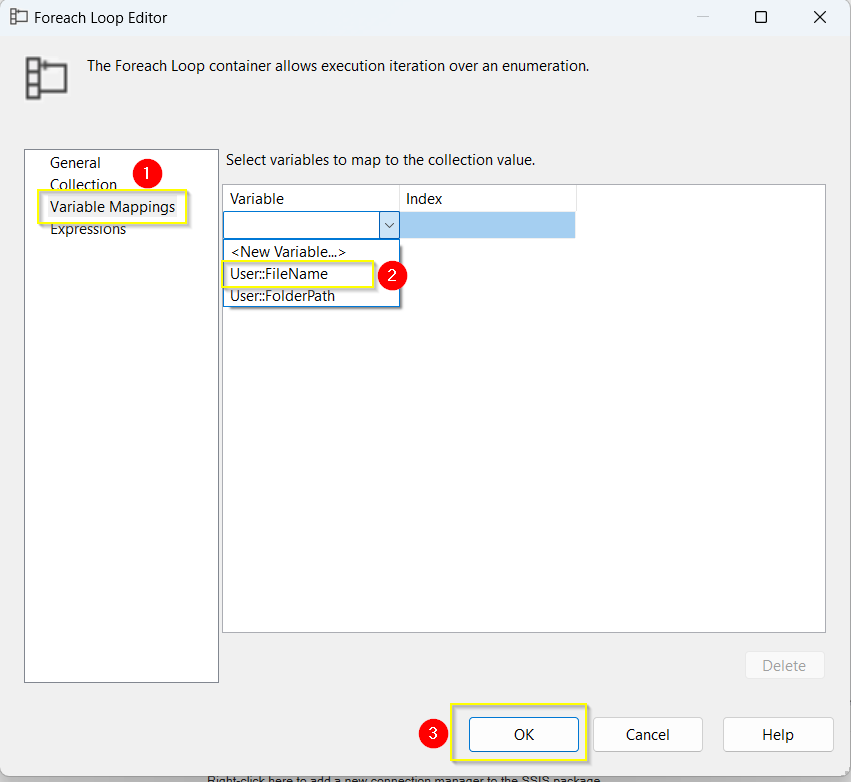 Foreach Loop Editor
The Foreach Loop container allows execution iteration over an enumeration.
General
1
Collection
Variable Mappings
Expressions
Select variables to map to the collection value.
Variable Index
<New Variable...>
User::FileName
2
User::FolderPath
Delete
3
OK Cancel Help
Right-click here to add a new connection manager to the SSIS package.